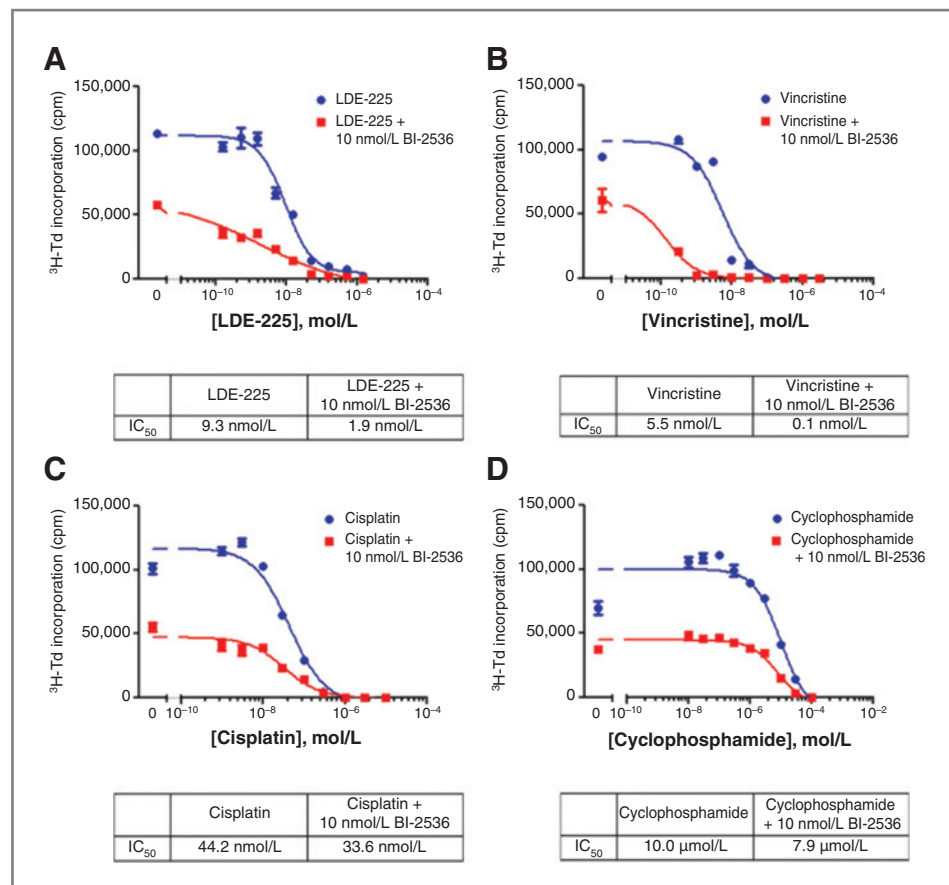 A
150,000
100,000
50,000
0
³H-Td incorporation (cpm)
LDE-225
LDE-225 +
10 nmol/L BI-2536
0
10⁻¹⁰
10⁻⁸
10⁻⁶
10⁻⁴
[LDE-225], mol/L
LDE-225
LDE-225 +
10 nmol/L BI-2536
IC₅₀
9.3 nmol/L
1.9 nmol/L
B
150,000
100,000
50,000
0
³H-Td incorporation (cpm)
Vincristine
Vincristine +
10 nmol/L BI-2536
0
10⁻¹⁰
10⁻⁸
10⁻⁶
10⁻⁴
[Vincristine], mol/L
Vincristine
Vincristine +
10 nmol/L BI-2536
IC₅₀
5.5 nmol/L
0.1 nmol/L
C
150,000
100,000
50,000
0
³H-Td incorporation (cpm)
Cisplatin
Cisplatin +
10 nmol/L BI-2536
0
10⁻¹⁰
10⁻⁸
10⁻⁶
10⁻⁴
[Cisplatin], mol/L
Cisplatin
Cisplatin +
10 nmol/L BI-2536
IC₅₀
44.2 nmol/L
33.6 nmol/L
D
150,000
100,000
50,000
0
³H-Td incorporation (cpm)
Cyclophosphamide
Cyclophosphamide
+ 10 nmol/L BI-2536
0
10⁻¹⁰
10⁻⁸
10⁻⁶
10⁻⁴
10⁻²
[Cyclophosphamide], mol/L
Cyclophosphamide
Cyclophosphamide
+ 10 nmol/L BI-2536
IC₅₀
10.0 µmol/L
7.9 µmol/L